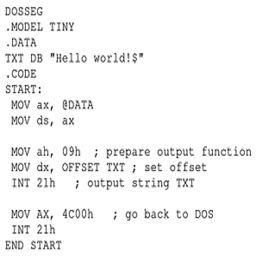 DOSSEG
.MODEL TINY
.DATA
TXT DB "Hello world!$"
.CODE
START:
MOV ax, @DATA
MOV ds, ax
MOV ah, 09h ; prepare output function
MOV dx, OFFSET TXT ; set offset
INT 21h ; output string TXT
MOV AX, 4C00h ; go back to DOS
INT 21h
END START